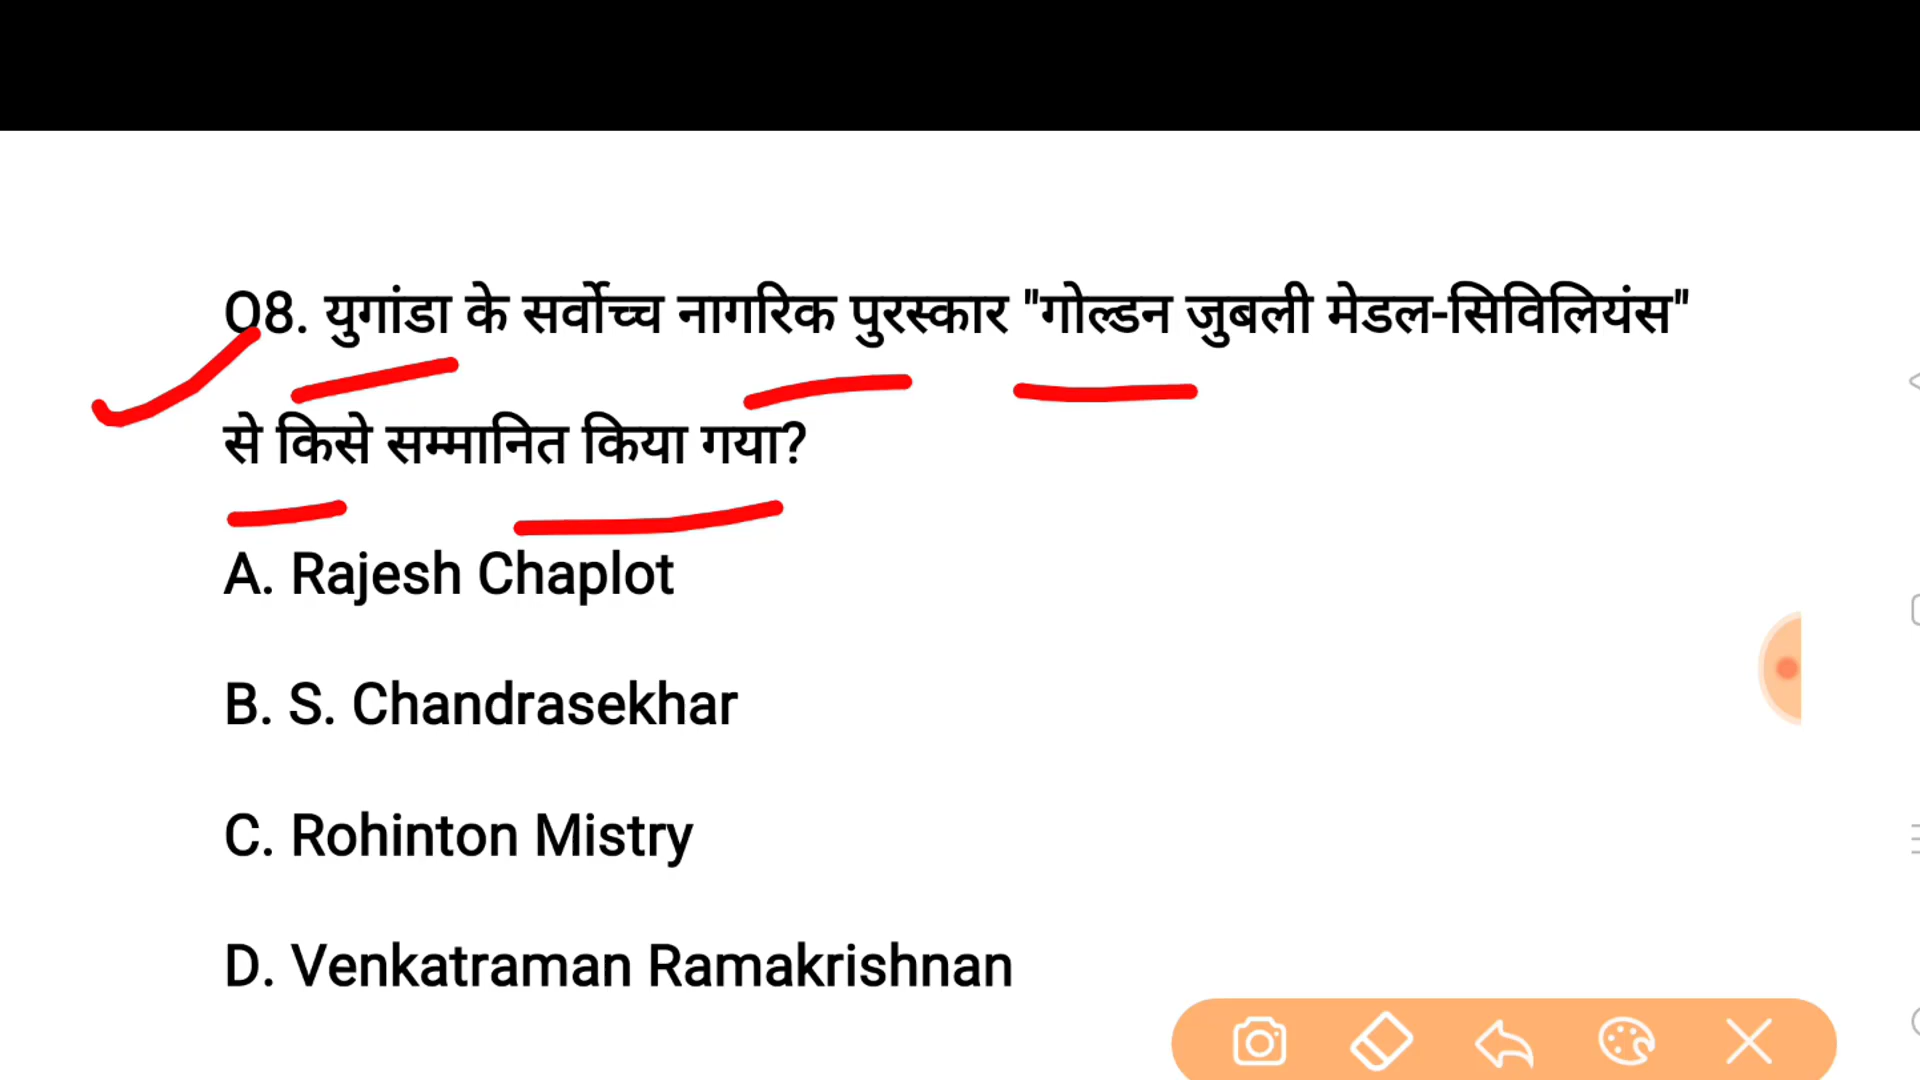 Q8. युगांडा के सर्वोच्च नागरिक पुरस्कार "गोल्डन जुबली मेडल-सिविलियंस"
से किसे सम्मानित किया गया?
A. Rajesh Chaplot
B. S. Chandrasekhar
C. Rohinton Mistry
D. Venkatraman Ramakrishnan